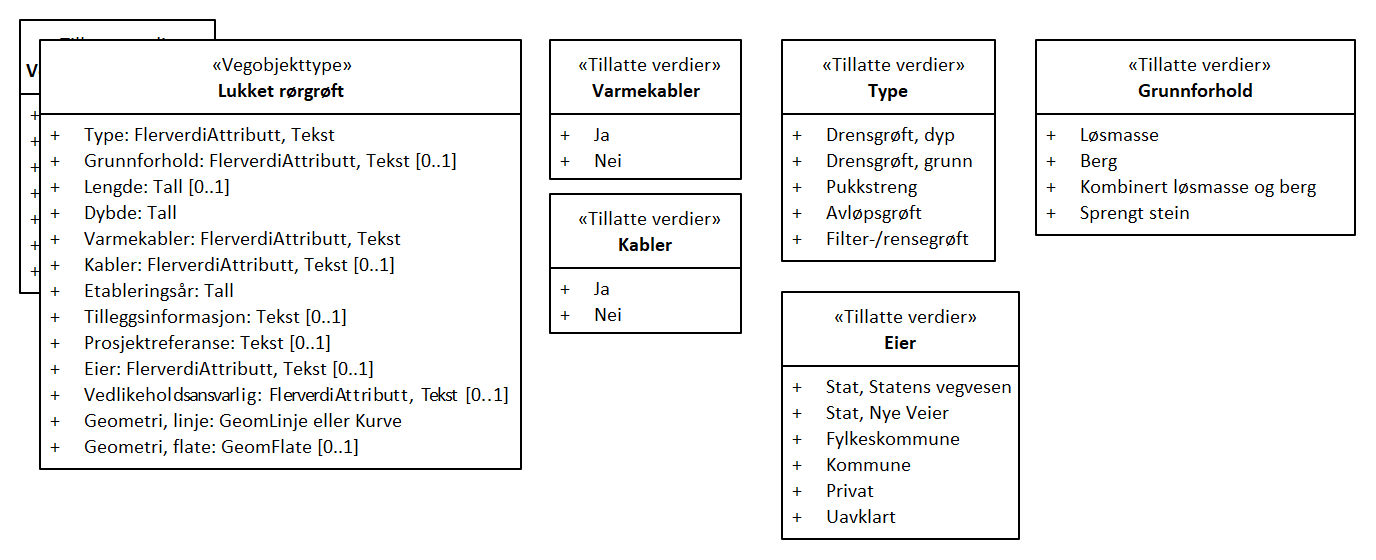 «Vegobjekttype»
Lukket rørgrøft
+ Type: FlerverdiAttributt, Tekst
+ Grunnforhold: FlerverdiAttributt, Tekst [0..1]
+ Lengde: Tall [0..1]
+ Dybde: Tall
+ Varmekabler: FlerverdiAttributt, Tekst
+ Kabler: FlerverdiAttributt, Tekst [0..1]
+ Etableringsår: Tall
+ Tilleggsinformasjon: Tekst [0..1]
+ Prosjektreferanse: Tekst [0..1]
+ Eier: FlerverdiAttributt, Tekst [0..1]
+ Vedlikeholdsansvarlig: FlerverdiAttributt, Tekst [0..1]
+ Geometri, linje: GeomLinje eller Kurve
+ Geometri, flate: GeomFlate [0..1]
«Tillatte verdier»
Varmekabler
+ Ja
+ Nei
«Tillatte verdier»
Kabler
+ Ja
+ Nei
«Tillatte verdier»
Type
+ Drensgrøft, dyp
+ Drensgrøft, grunn
+ Pukkstreng
+ Avløpsgrøft
+ Filter-/rensegrøft
«Tillatte verdier»
Eier
+ Stat, Statens vegvesen
+ Stat, Nye Veier
+ Fylkeskommune
+ Kommune
+ Privat
+ Uavklart
«Tillatte verdier»
Grunnforhold
+ Løsmasse
+ Berg
+ Kombinert løsmasse og berg
+ Sprengt stein